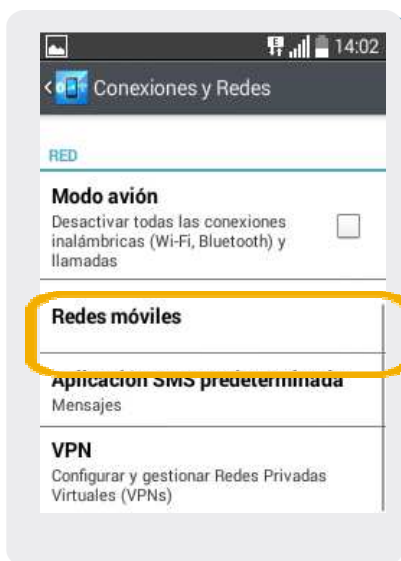 14:02
Conexiones y Redes
RED
Modo avión
Desactivar todas las conexiones
inalámbricas (Wi-Fi, Bluetooth) y
llamadas
Redes móviles
Aplicación SMS predeterminada
Mensajes
VPN
Configurar y gestionar Redes Privadas
Virtuales (VPNs)